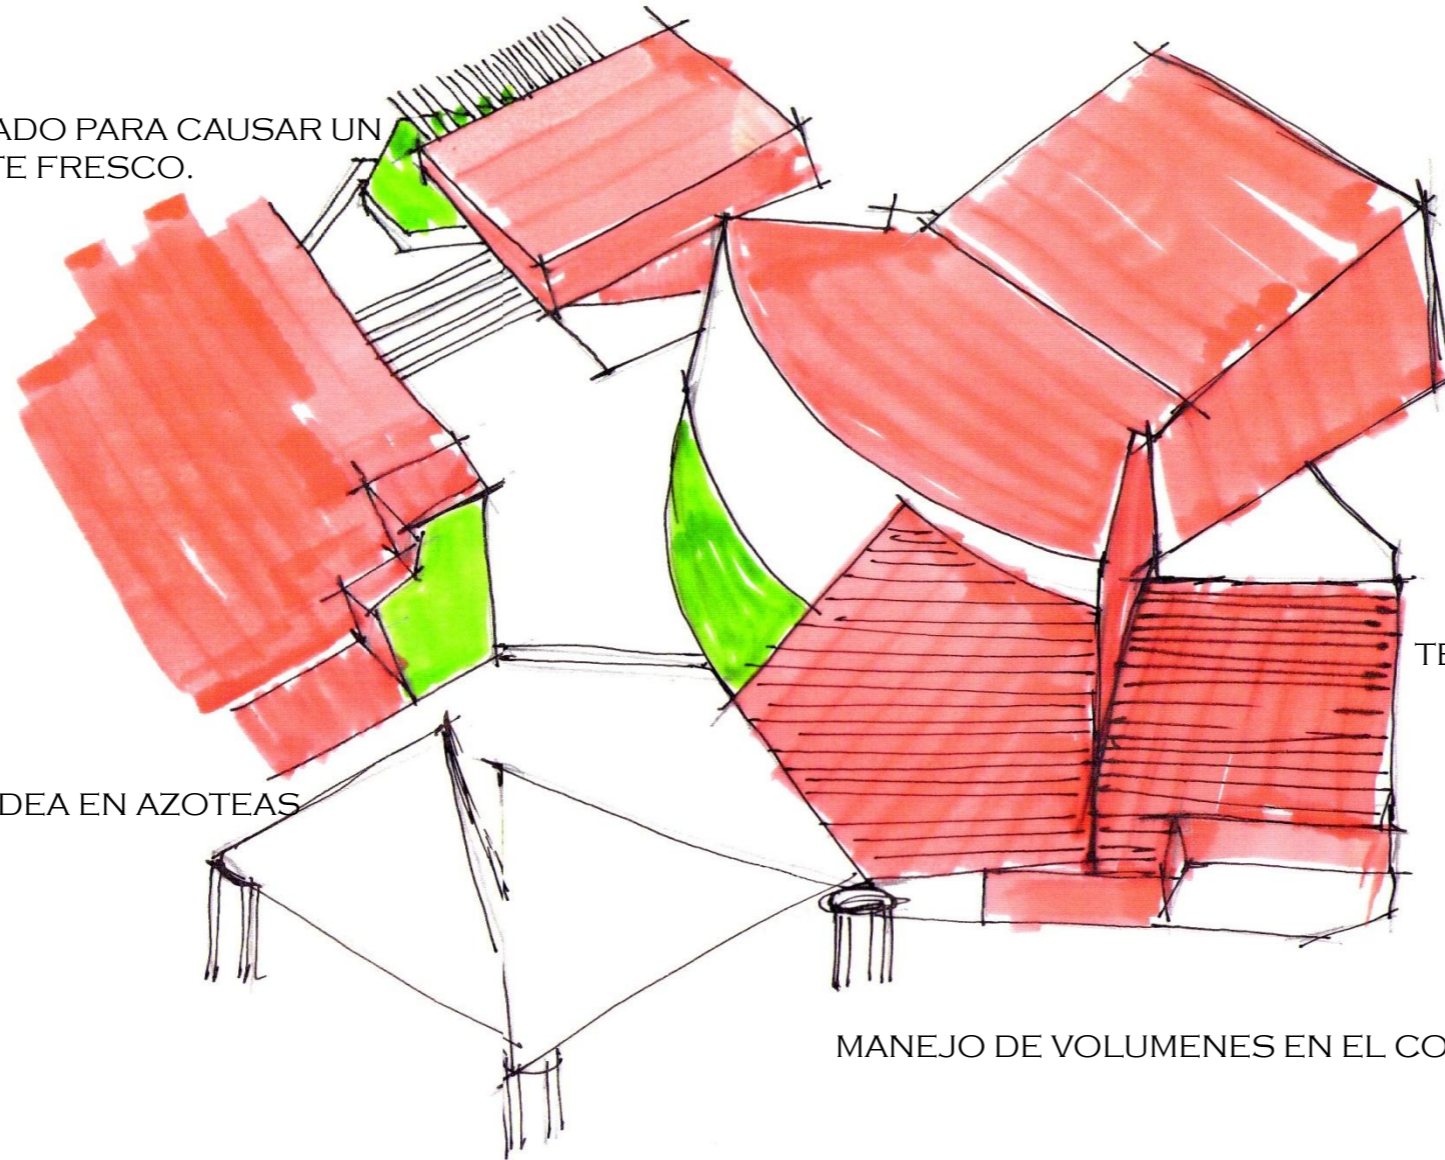 ADO PARA CAUSAR UN
TE FRESCO.
TE
DEA EN AZOTEAS
MANEJO DE VOLUMENES EN EL CO